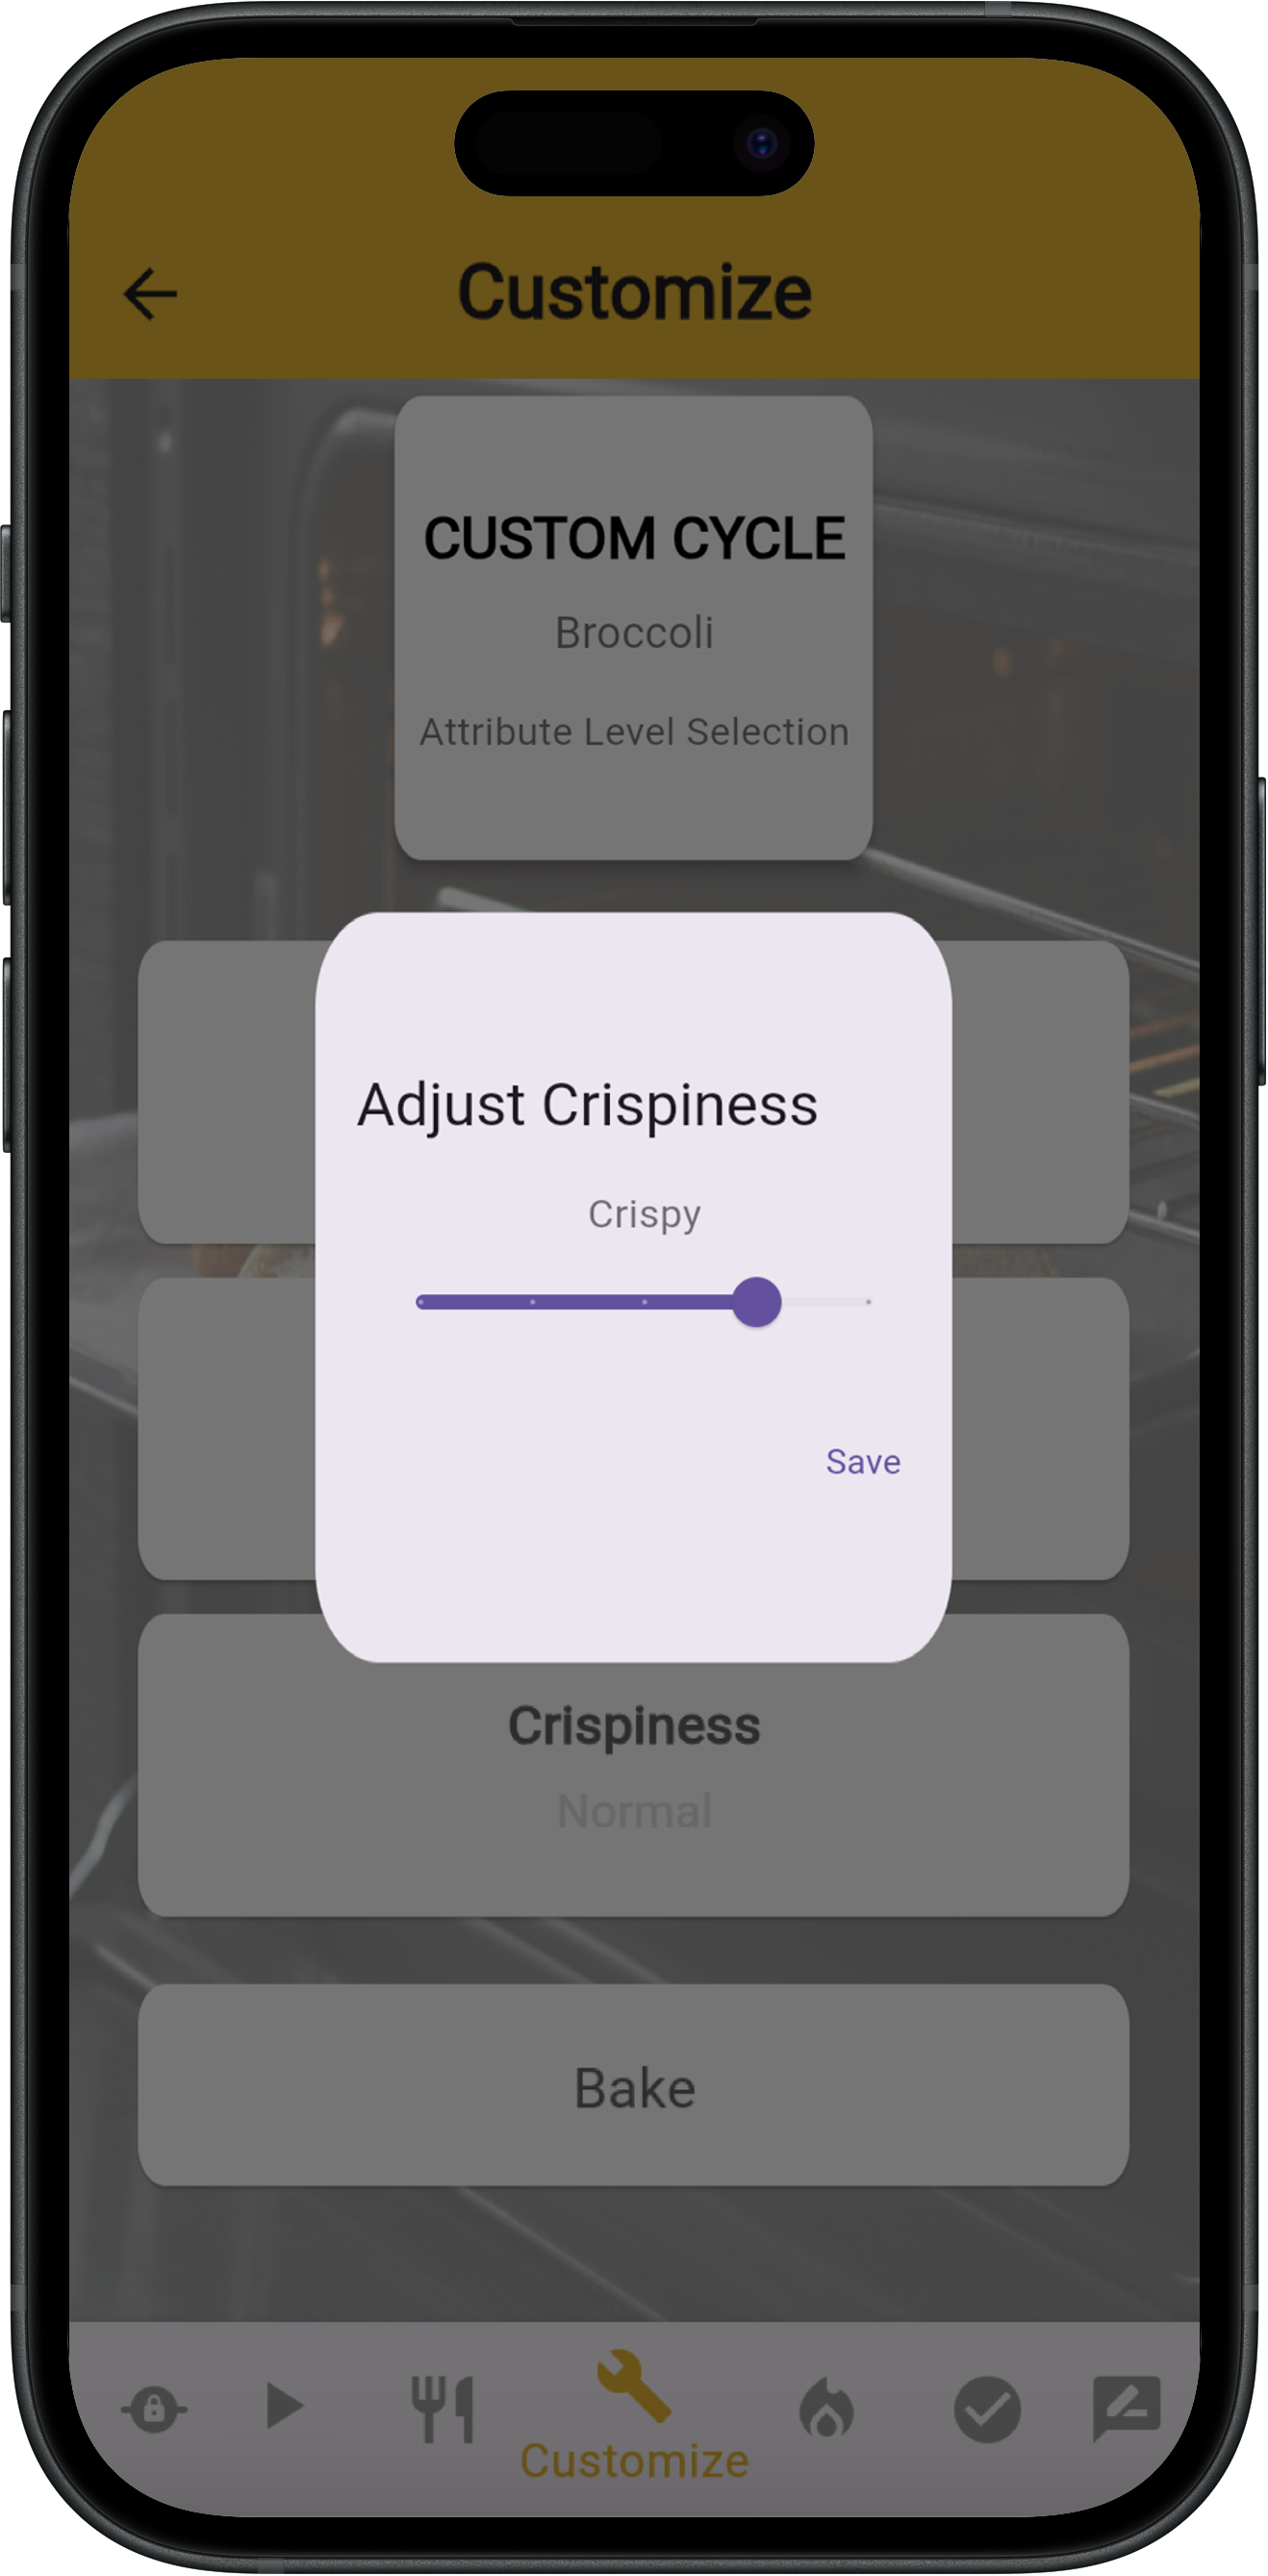 Customize
CUSTOM CYCLE
Broccoli
Attribute Level Selection
Adjust Crispiness
Crispy
Save
Crispiness
Normal
Bake
Customize